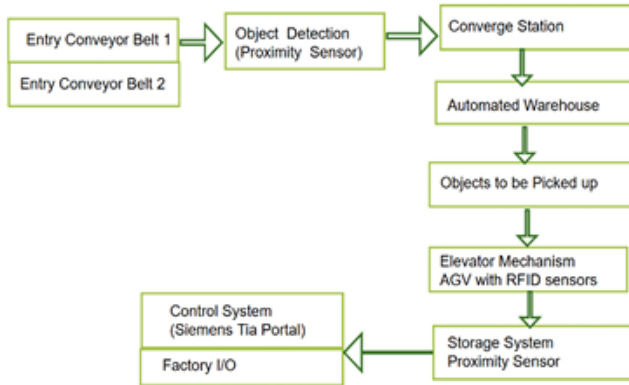 Entry Conveyor Belt 1
Entry Conveyor Belt 2
Object Detection
(Proximity Sensor)
Converge Station
Automated Warehouse
Objects to be Picked up
Elevator Mechanism
AGV with RFID sensors
Storage System
Proximity Sensor
Control System
(Siemens Tia Portal)
Factory I/O